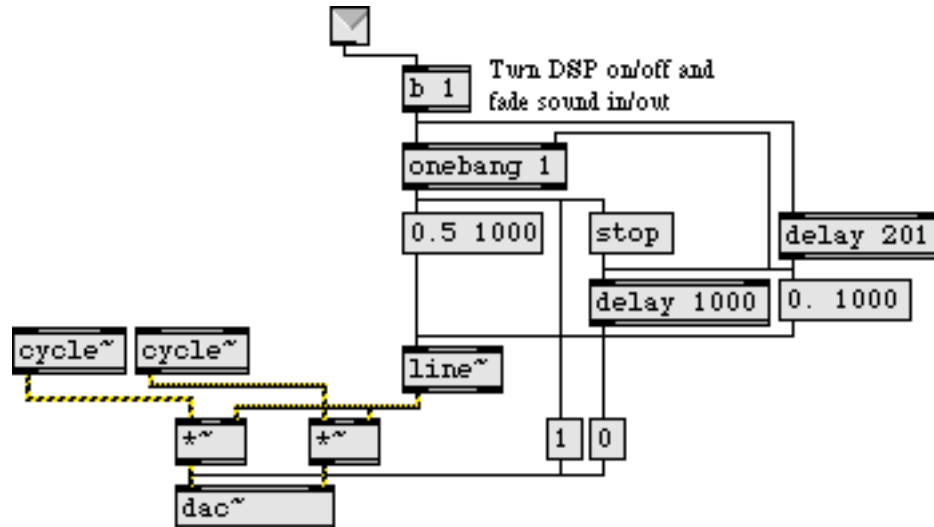 b 1
Turn DSP on/off and
fade sound in/out
onebang 1
0.5 1000
stop
delay 201
delay 1000
0. 1000
cycle~
cycle~
line~
*~
*~
1
0
dac~